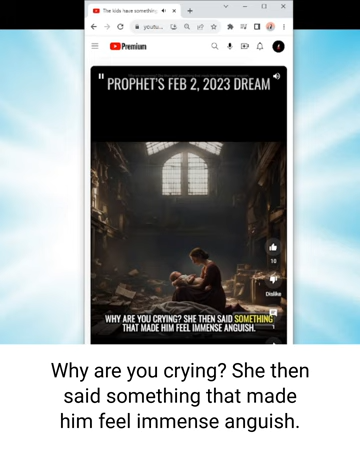 The kids have somethin
youtu...
Premium
PROPHET'S FEB 2, 2023 DREAM
10
Dislike
WHY ARE YOU CRYING? SHE THEN SAID SOMETHING
THAT MADE HIM FEEL IMMENSE ANGUISH.
Why are you crying? She then
said something that made
him feel immense anguish.